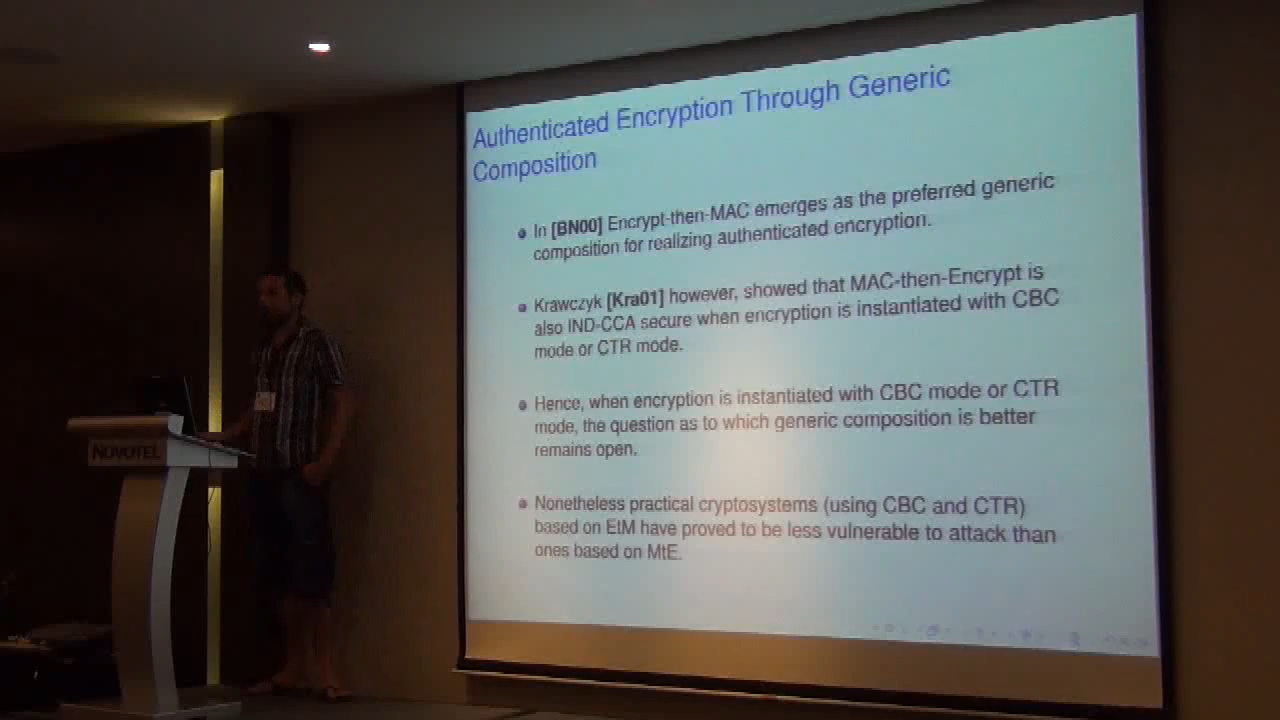 Authenticated Encryption Through Generic
Composition
In [BN00] Encrypt-then-MAC emerges as the preferred generic
composition for realizing authenticated encryption.
Krawczyk [Kra01] however, showed that MAC-then-Encrypt is
also IND-CCA secure when encryption is instantiated with CBC
mode or CTR mode.
Hence, when encryption is instantiated with CBC mode or CTR
mode, the question as to which generic composition is better
remains open.
Nonetheless practical cryptosystems (using CBC and CTR)
based on EtM have proved to be less vulnerable to attack than
ones based on MtE.
NOVOTEL